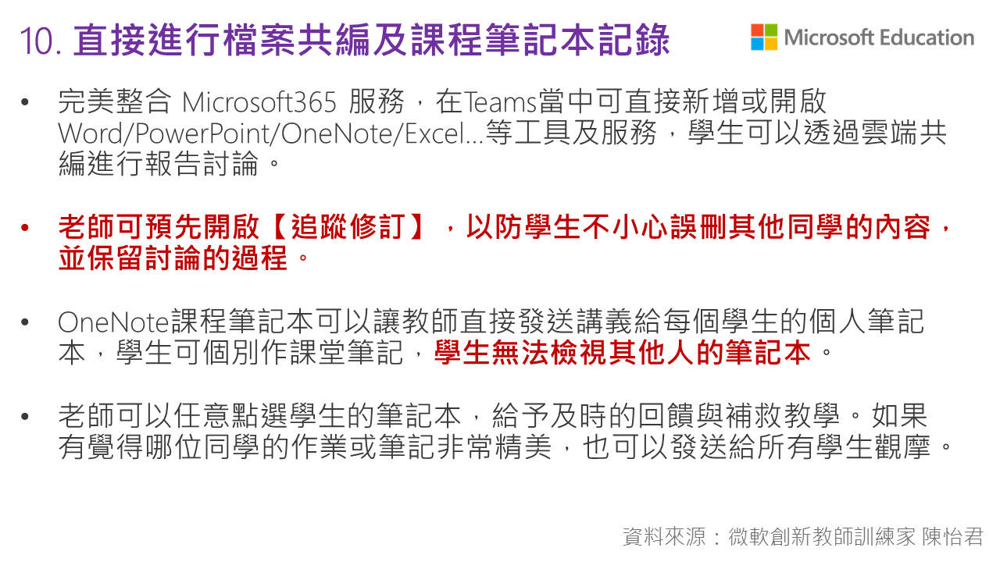 10. 直接進行檔案共編及課程筆記本記錄
Microsoft Education
• 完美整合 Microsoft365 服務，在Teams當中可直接新增或開啟
Word/PowerPoint/OneNote/Excel…等工具及服務，學生可以透過雲端共
編進行報告討論。
• 老師可預先開啟【追蹤修訂】，以防學生不小心誤刪其他同學的內容，
並保留討論的過程。
• OneNote課程筆記本可以讓教師直接發送講義給每個學生的個人筆記
本，學生可個別作課堂筆記，學生無法檢視其他人的筆記本。
• 老師可以任意點選學生的筆記本，給予及時的回饋與補救教學。如果
有覺得哪位同學的作業或筆記非常精美，也可以發送給所有學生觀摩。
資料來源：微軟創新教師訓練家 陳怡君